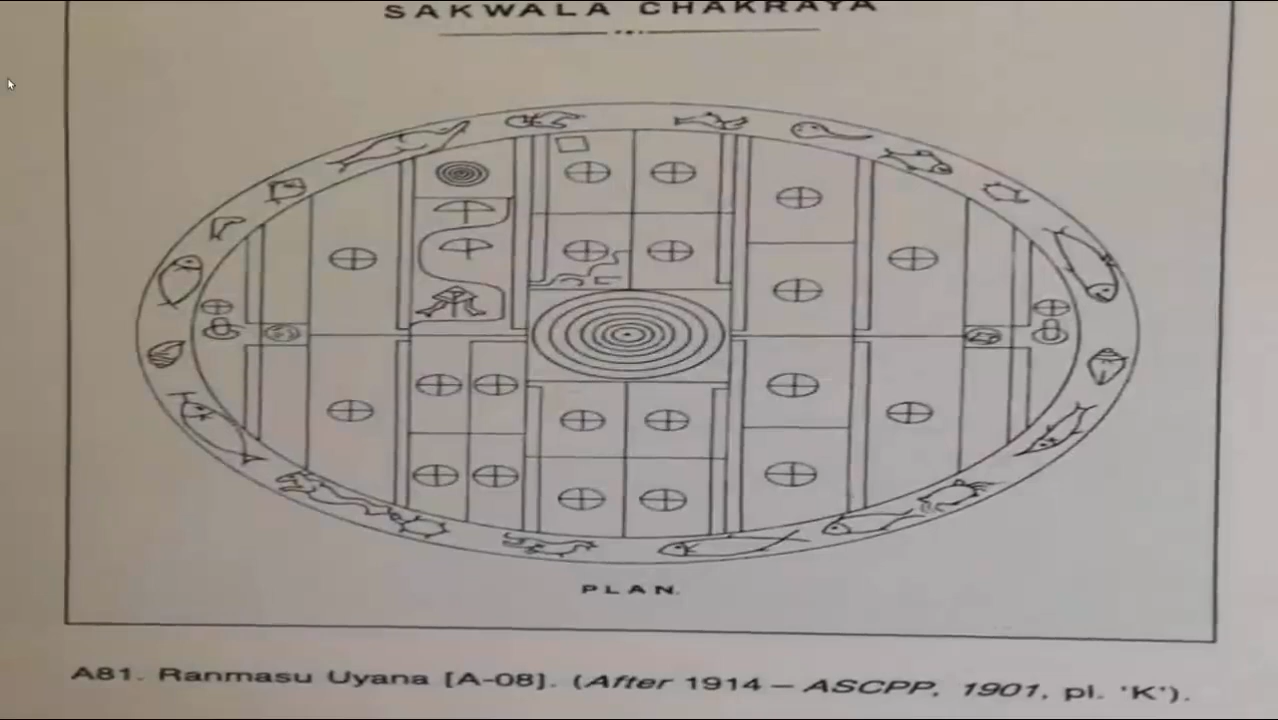 SAKWALA CHAKRAYA
PLAN.
A81. Ranmasu Uyana [A-08]. (After 1914 – ASCPP, 1901, pl. 'K').